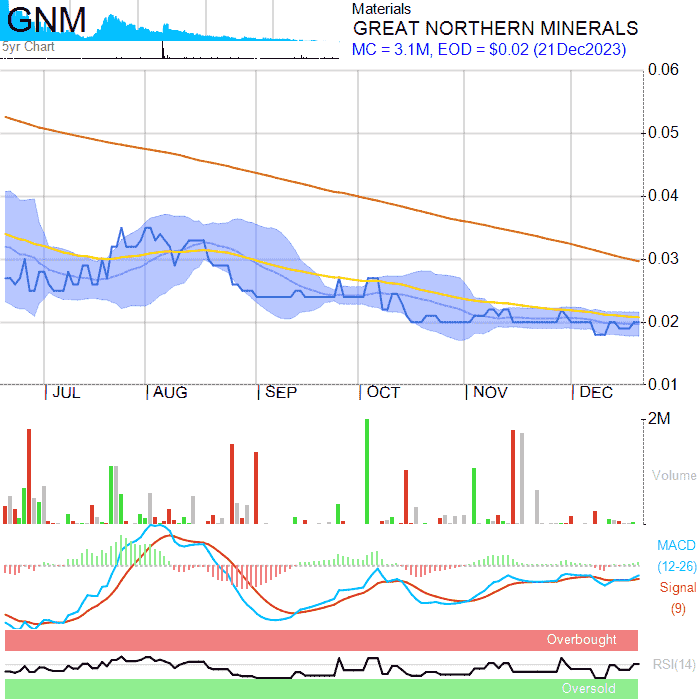 GNM
5yr Chart
Materials
GREAT NORTHERN MINERALS
MC = 3.1M, EOD = $0.02 (21Dec2023)
0.06
0.05
0.04
0.03
0.02
0.01
JUL AUG SEP OCT NOV DEC
2M
Volume
MACD
(12-26)
Signal
(9)
Overbought
RSI(14)
Oversold